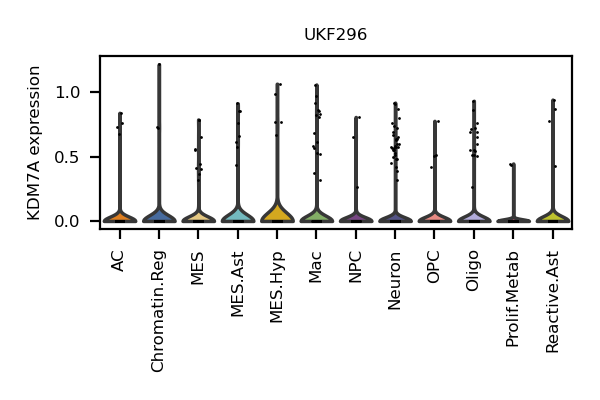 UKF296
KDM7A expression
1.0
0.5
0.0
AC
Chromatin.Reg
MES
MES.Ast
MES.Hyp
Mac
NPC
Neuron
OPC
Oligo
Prolif.Metab
Reactive.Ast